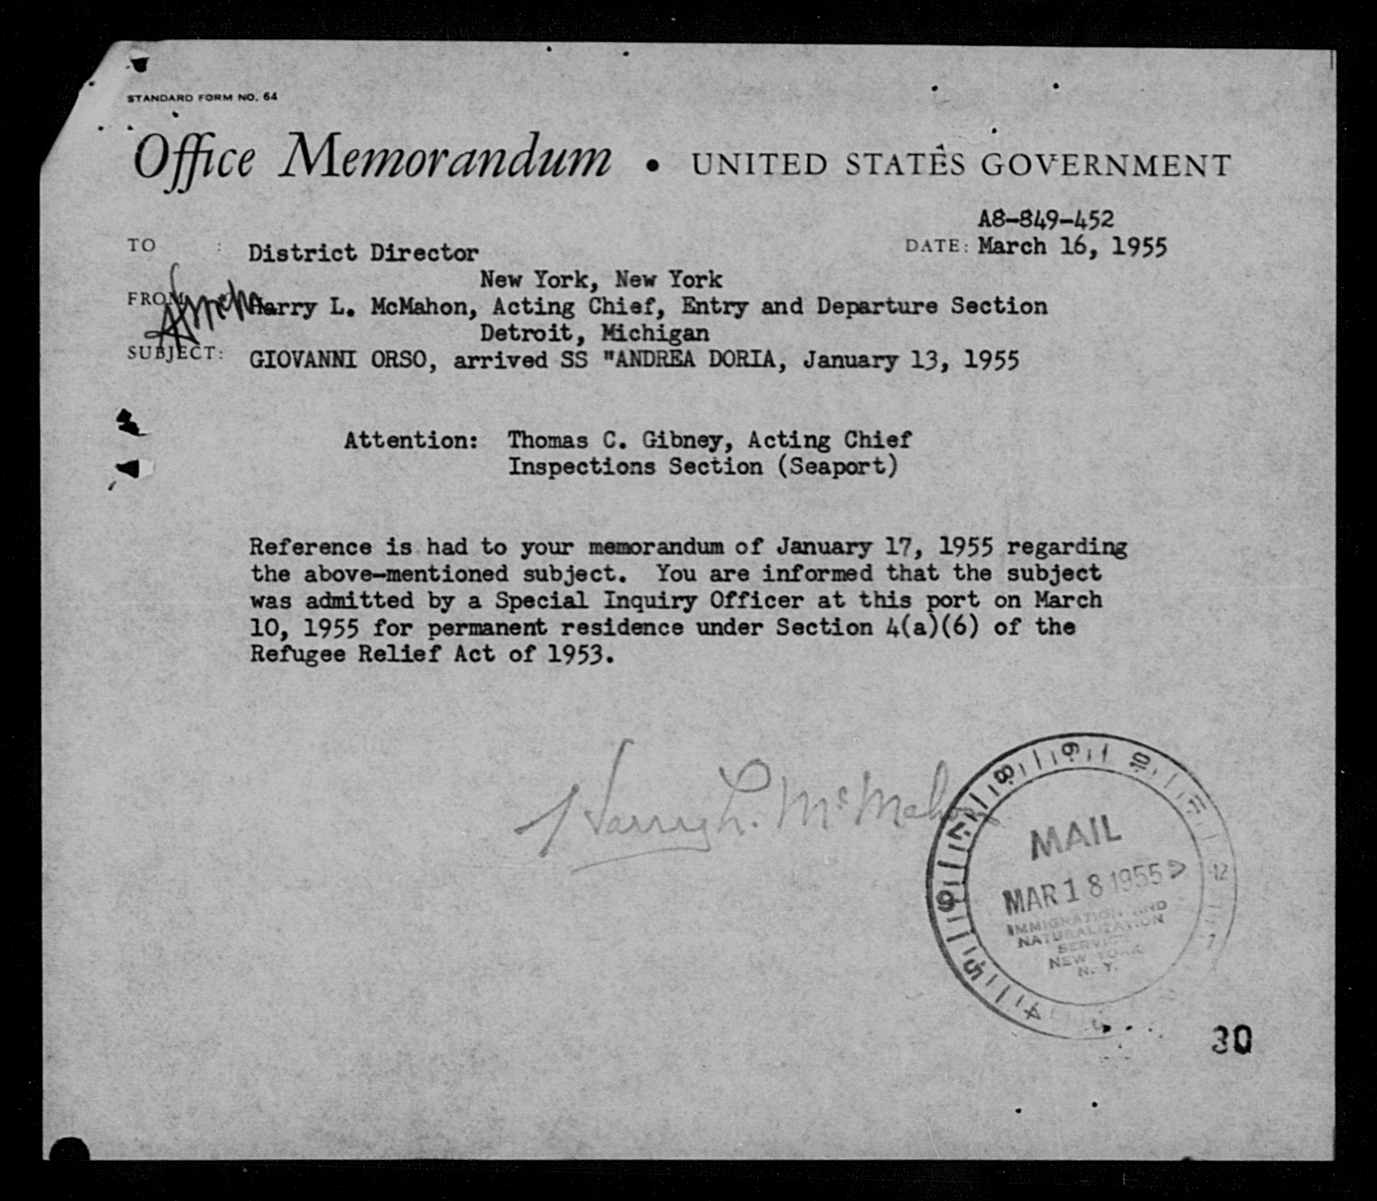 STANDARD FORM NO. 64
Office Memorandum • UNITED STATES GOVERNMENT
A8-849-452
TO : District Director DATE: March 16, 1955
New York, New York
FROM Harry L. McMahon, Acting Chief, Entry and Departure Section
Detroit, Michigan
SUBJECT: GIOVANNI ORSO, arrived SS "ANDREA DORIA, January 13, 1955
Attention: Thomas C. Gibney, Acting Chief
Inspections Section (Seaport)
Reference is had to your memorandum of January 17, 1955 regarding
the above-mentioned subject. You are informed that the subject
was admitted by a Special Inquiry Officer at this port on March
10, 1955 for permanent residence under Section 4(a)(6) of the
Refugee Relief Act of 1953.
Harry L. McMahon
MAIL
MAR 18 1955
IMMIGRATION AND
NATURALIZATION
SERVICE
NEW YORK
N. Y.
30